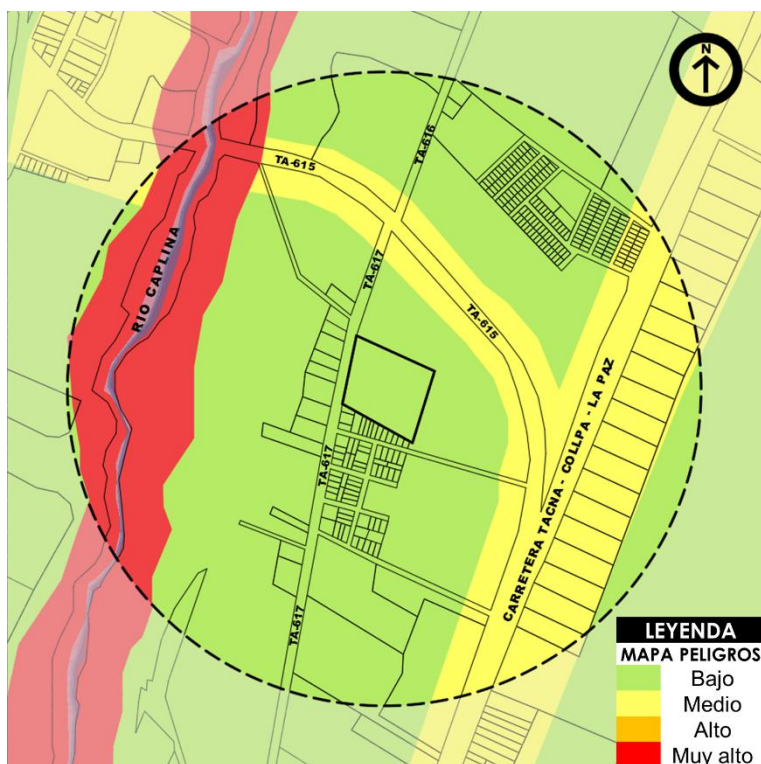 N
TA-616
TA-615
RIO CAPLINA
TA-617
TA-615
CARRETERA TACNA - COLLPA - LA PAZ
TA-617
TA-617
LEYENDA
MAPA PELIGROS
Bajo
Medio
Alto
Muy alto